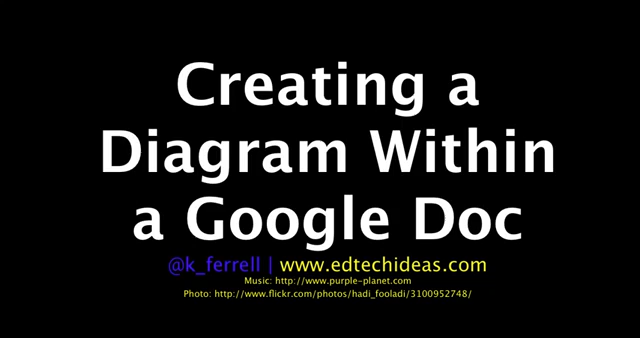 Creating a
Diagram Within
a Google Doc
@k_ferrell | www.edtechideas.com
Music: http://www.purple-planet.com
Photo: http://www.flickr.com/photos/hadi_fooladi/3100952748/